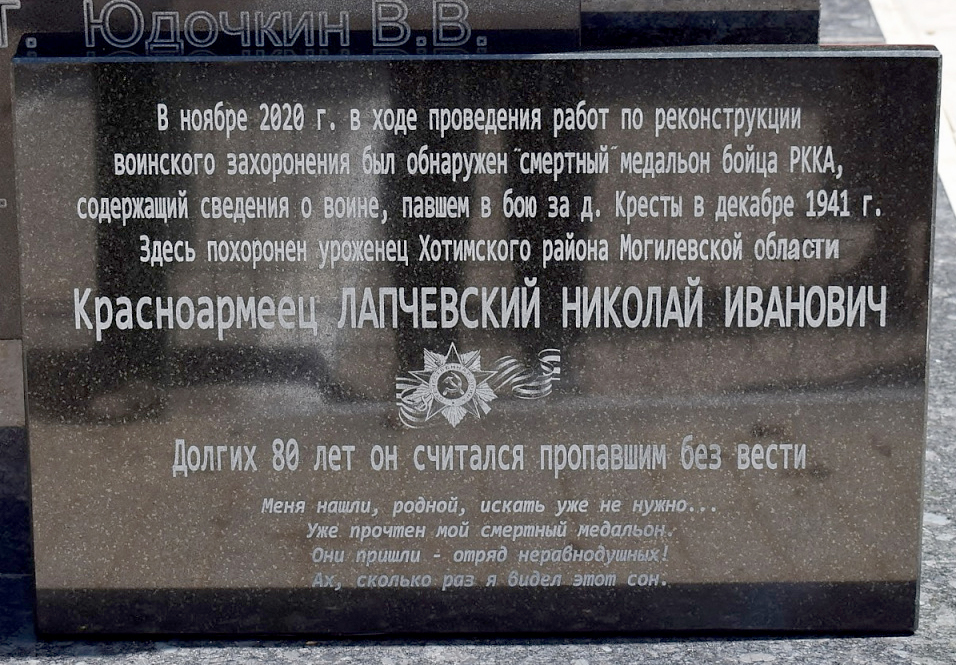 Т. Юдочкин В.В.
В ноябре 2020 г. в ходе проведения работ по реконструкции
воинского захоронения был обнаружен "смертный" медальон бойца РККА,
содержащий сведения о воине, павшем в бою за д. Кресты в декабре 1941 г.
Здесь похоронен уроженец Хотимского района Могилевской области
Красноармеец ЛАПЧЕВСКИЙ НИКОЛАЙ ИВАНОВИЧ
Долгих 80 лет он считался пропавшим без вести
Меня нашли, родной, искать уже не нужно...
Уже прочтен мой смертный медальон.
Они пришли - отряд неравнодушных!
Ах, сколько раз я видел этот сон.